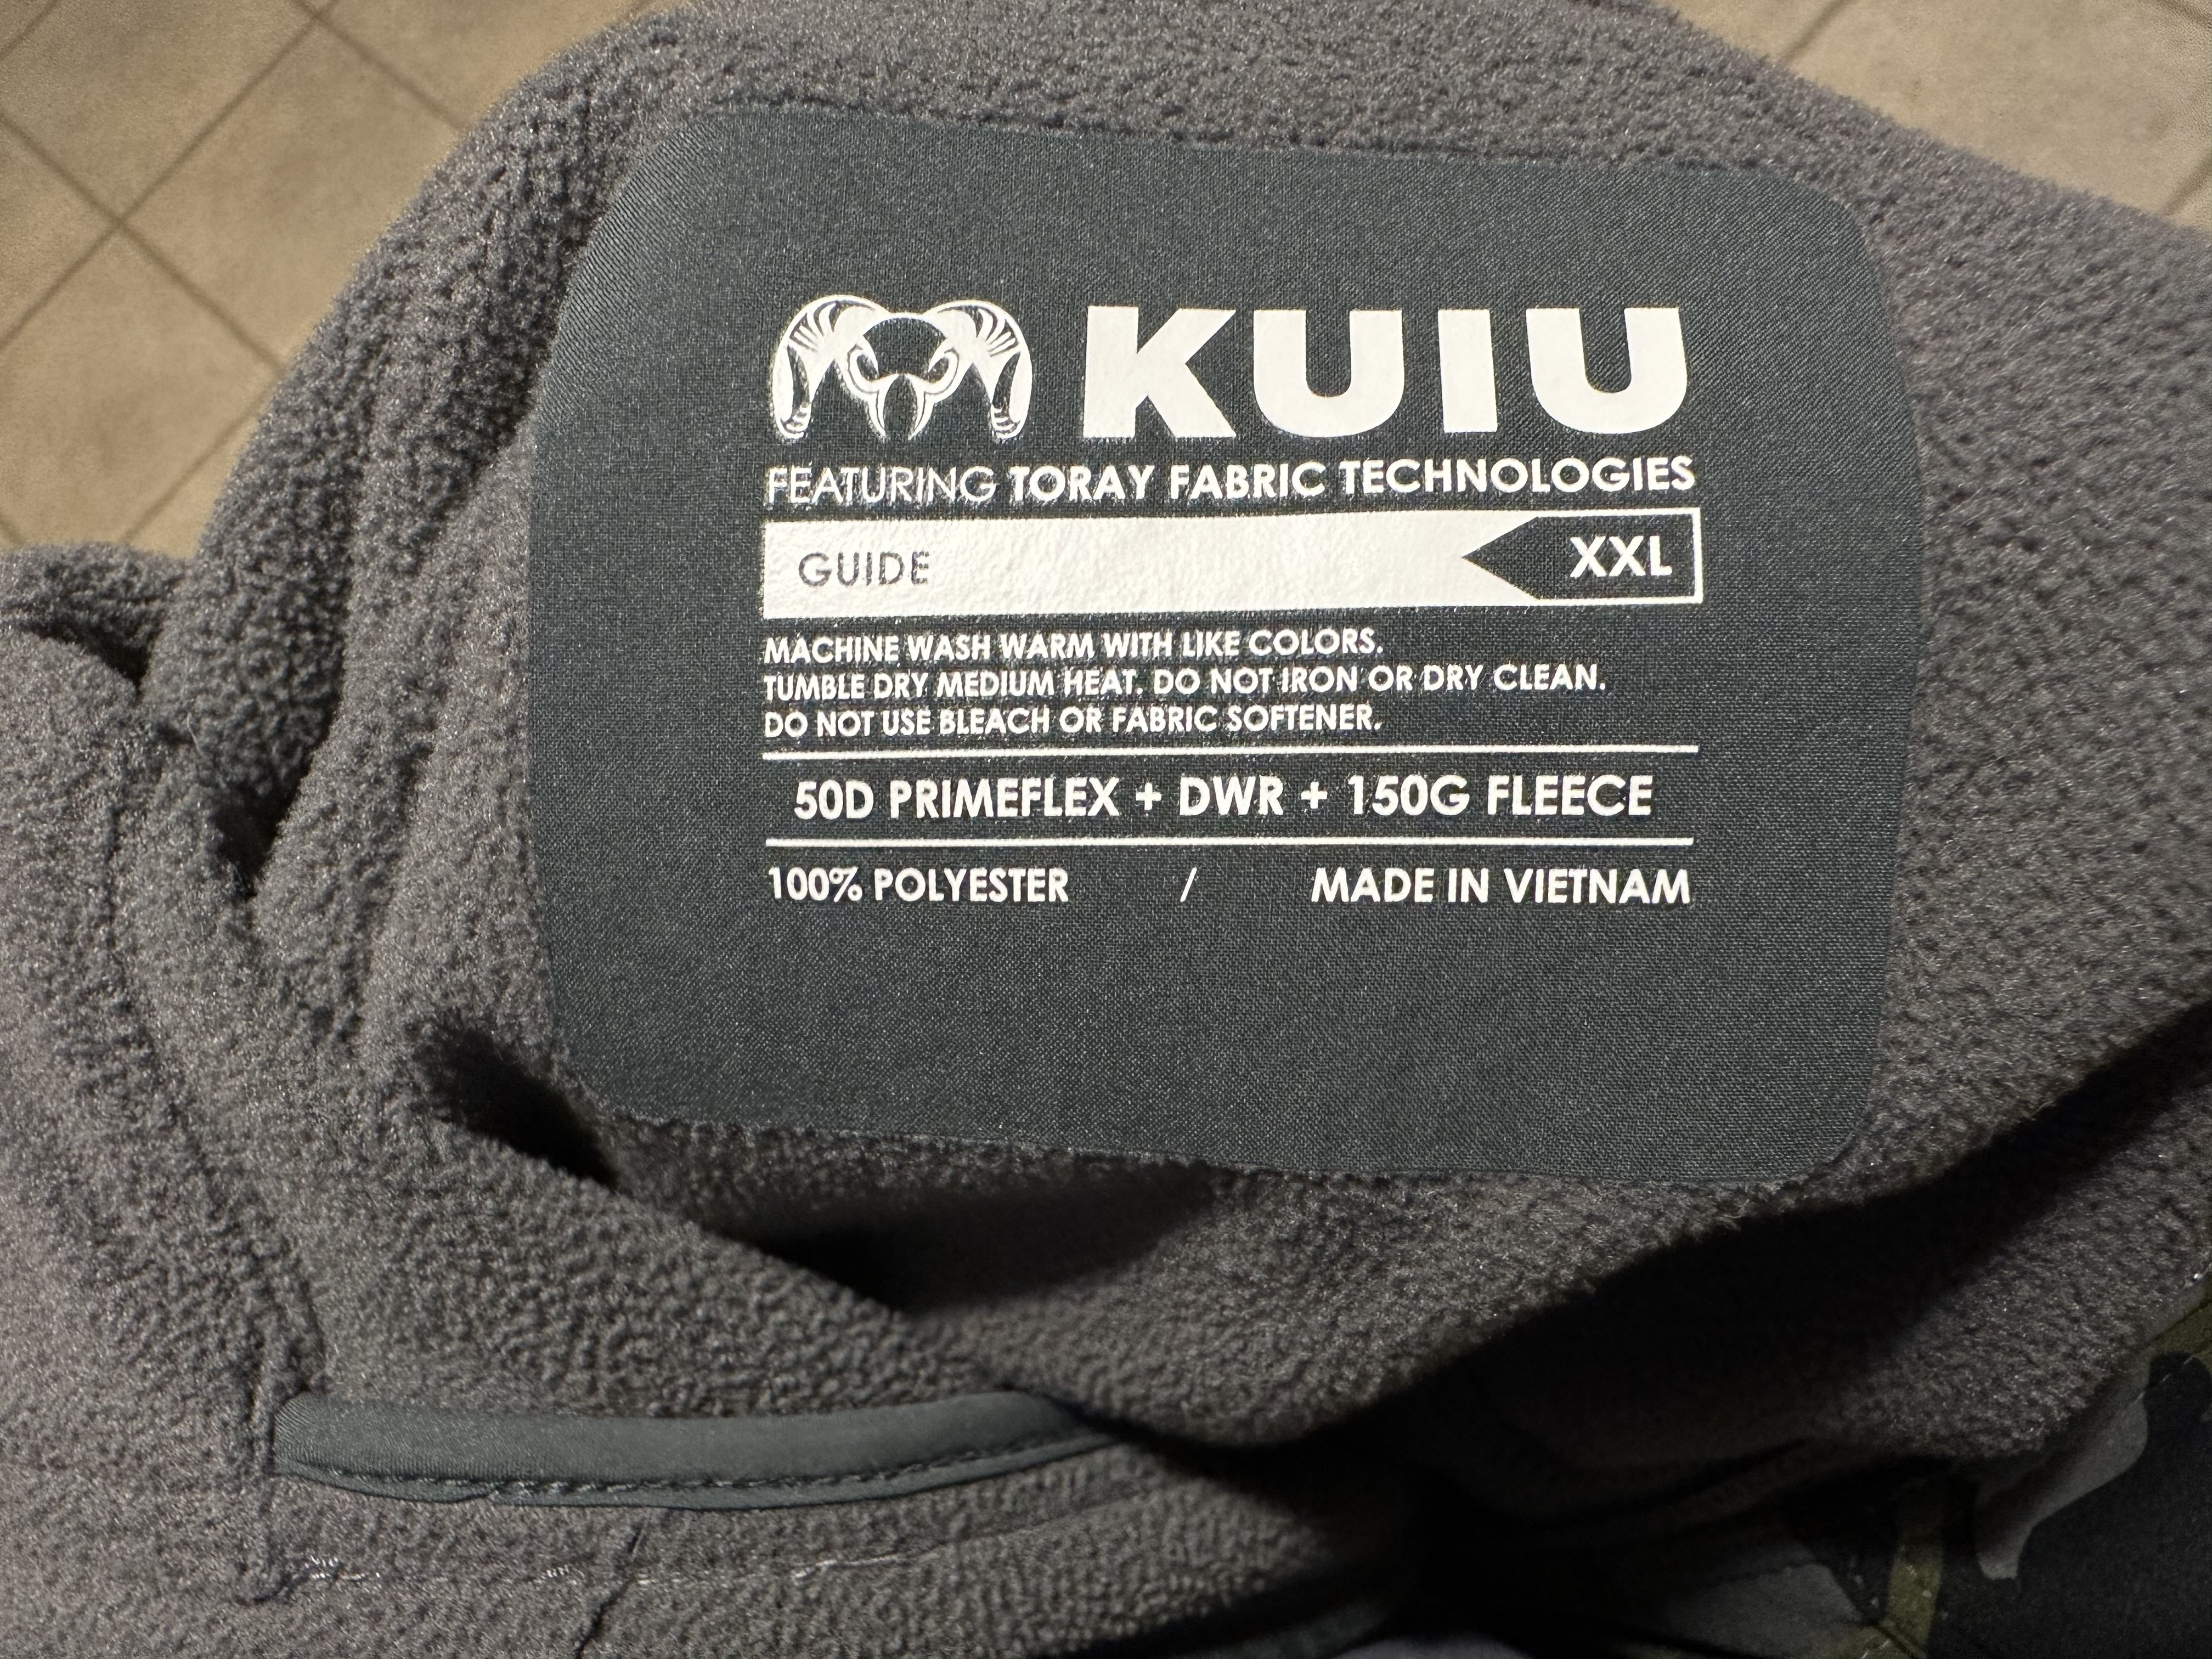 KUIU
FEATURING TORAY FABRIC TECHNOLOGIES
GUIDE XXL
MACHINE WASH WARM WITH LIKE COLORS.
TUMBLE DRY MEDIUM HEAT. DO NOT IRON OR DRY CLEAN.
DO NOT USE BLEACH OR FABRIC SOFTENER.
50D PRIMEFLEX + DWR + 150G FLEECE
100% POLYESTER / MADE IN VIETNAM